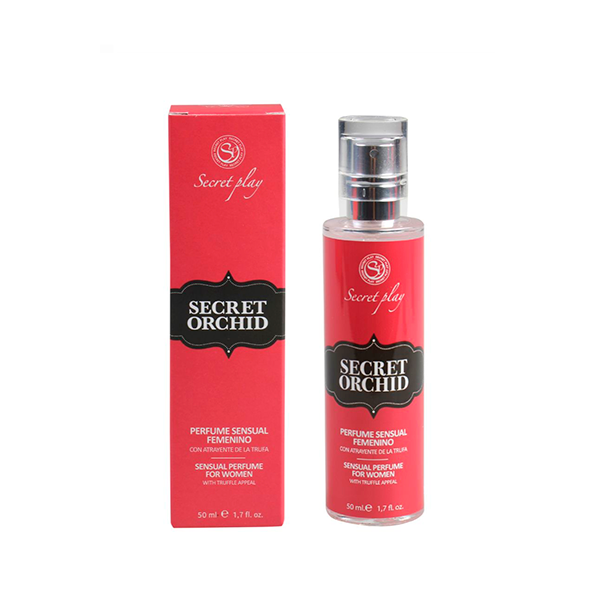 Secret play
SECRET
ORCHID
PERFUME SENSUAL
FEMENINO
CON ATRAYENTE DE LA TRUFA
SENSUAL PERFUME
FOR WOMEN
WITH TRUFFLE APPEAL
50 ml ℮ 1,7 fl. oz.
Secret play
SECRET
ORCHID
PERFUME SENSUAL
FEMENINO
CON ATRAYENTE DE LA TRUFA
SENSUAL PERFUME
FOR WOMEN
WITH TRUFFLE APPEAL
50 ml.℮ 1,7 fl. oz.